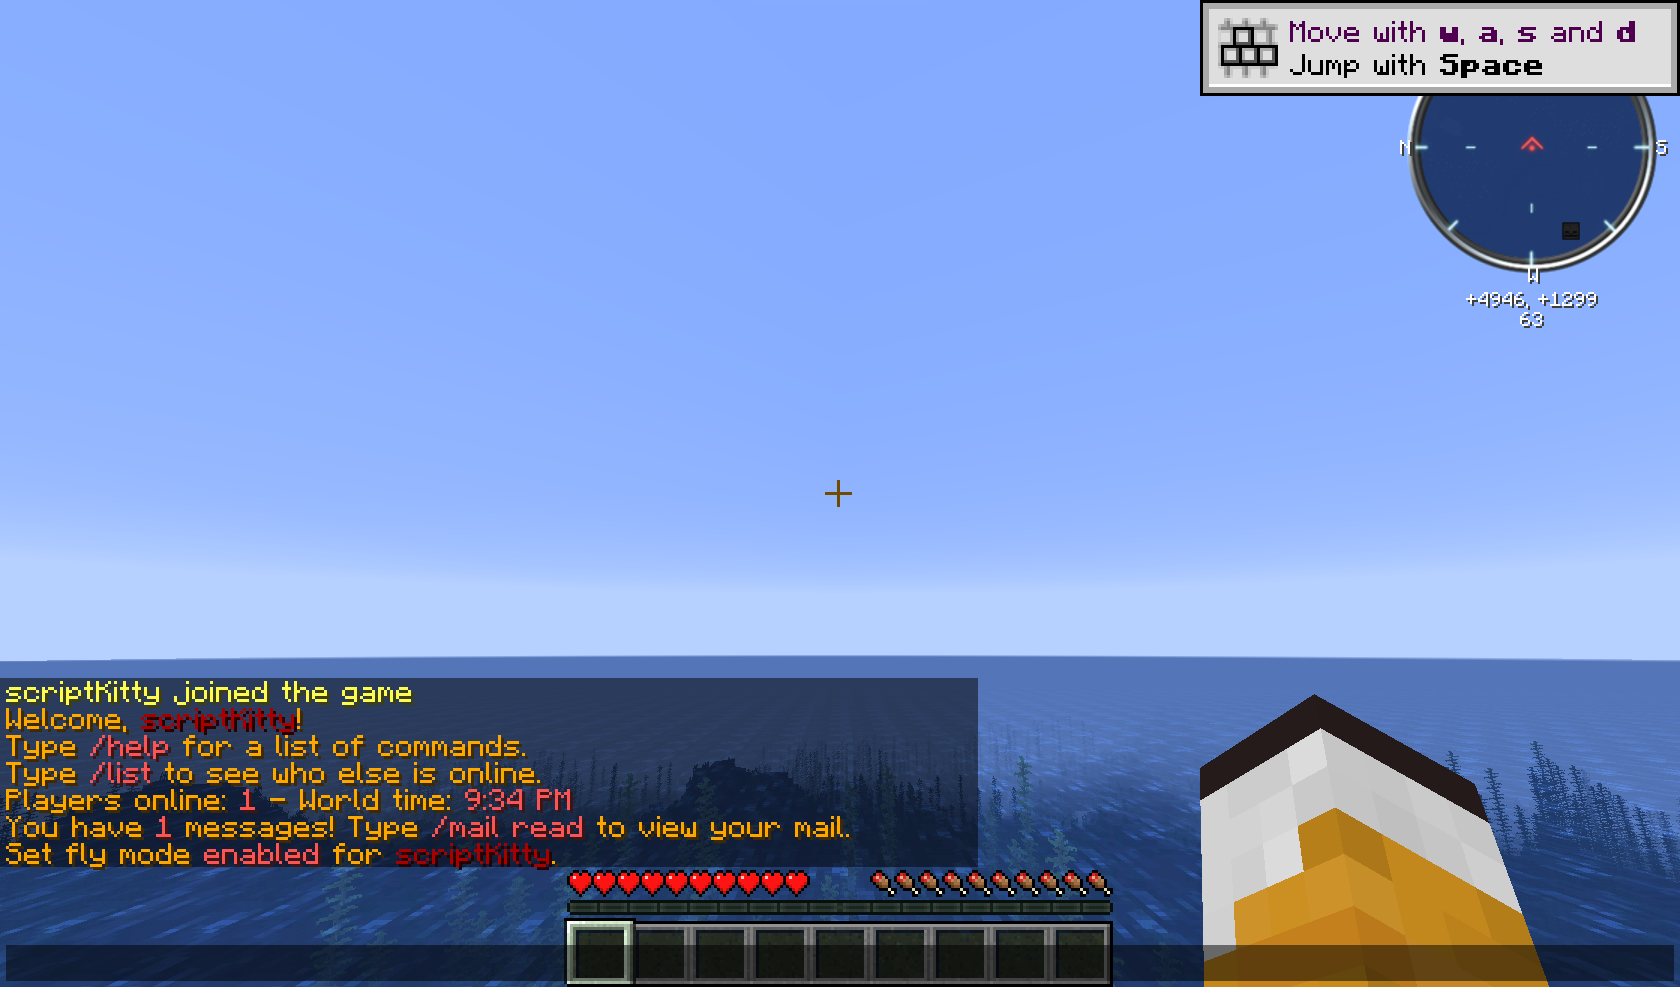 Move with w, a, s and d
Jump with Space
N
S
W
+4946, +1299
63
scriptKitty joined the game
Welcome, scriptKitty!
Type /help for a list of commands.
Type /list to see who else is online.
Players online: 1 - World time: 9:34 PM
You have 1 messages! Type /mail read to view your mail.
Set fly mode enabled for scriptKitty.